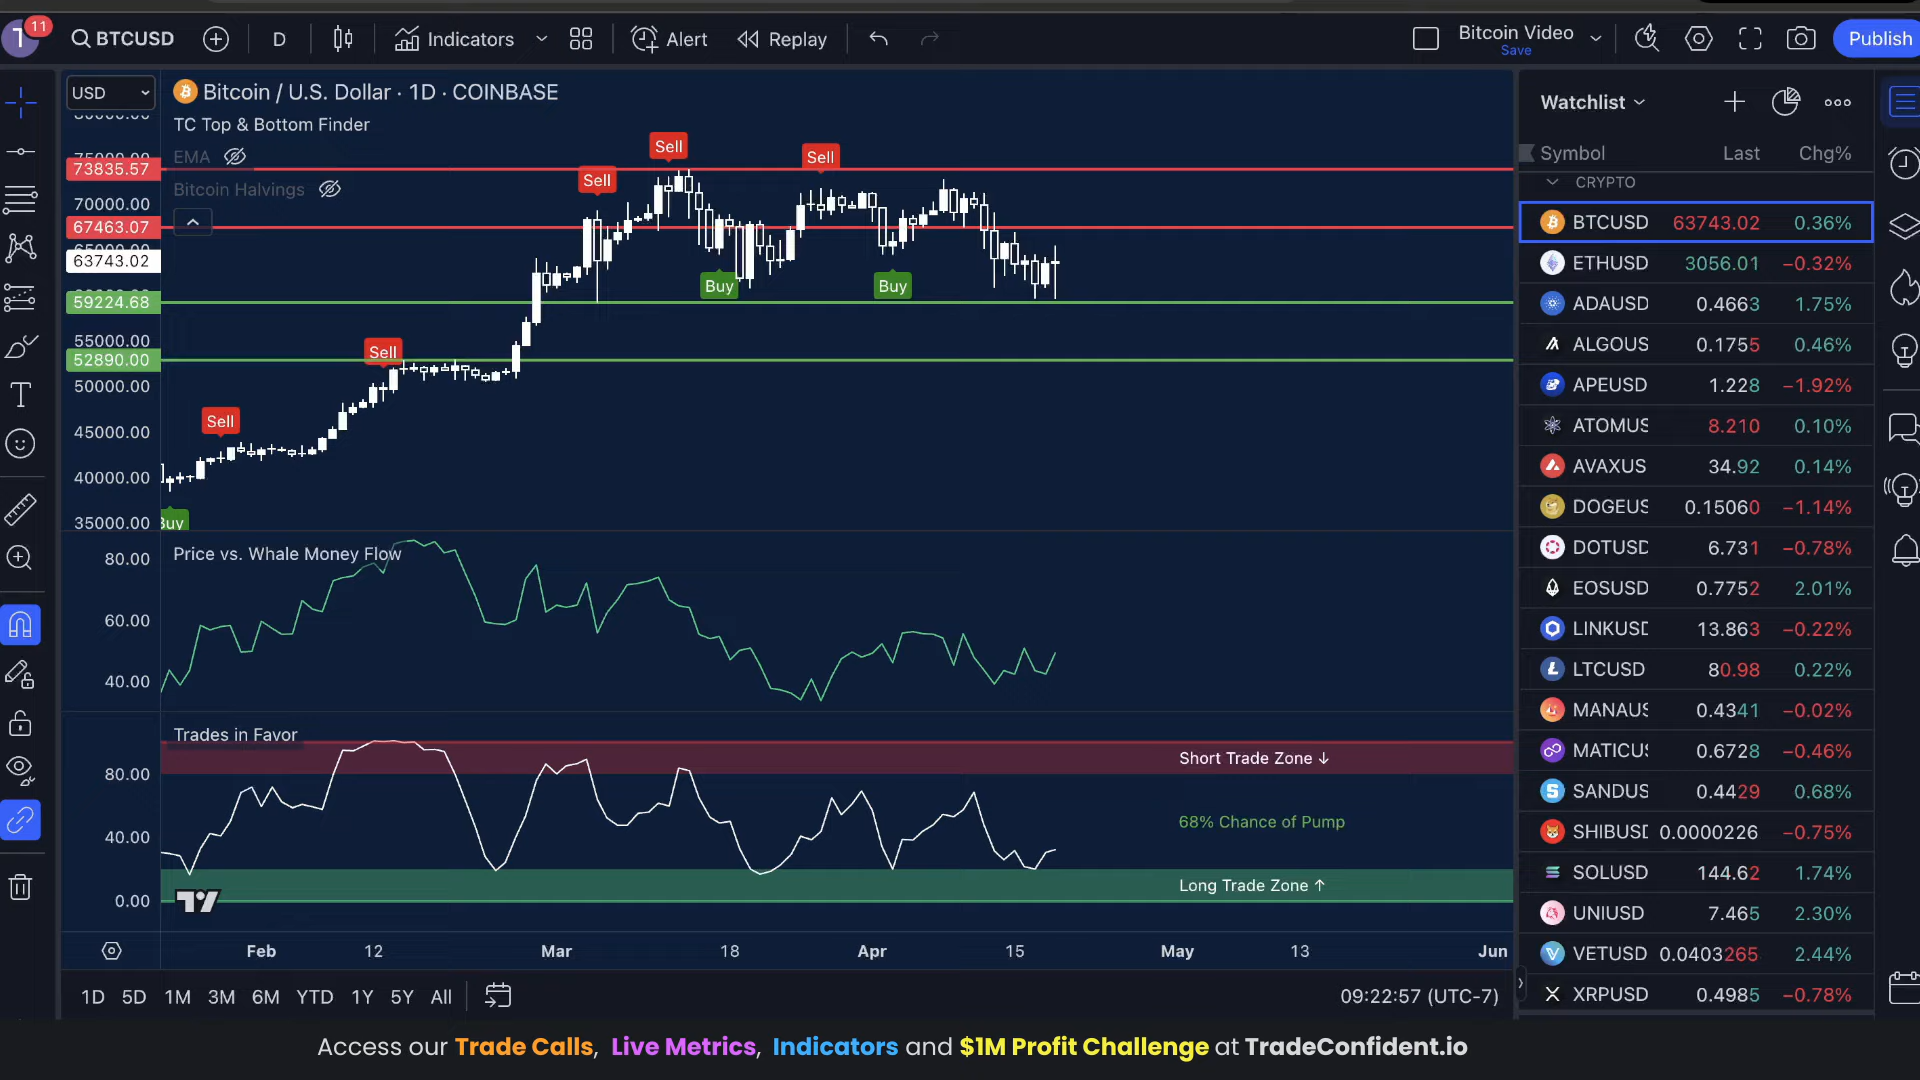 T 11 BTCUSD D Indicators Alert Replay Bitcoin Video Save Publish
USD
Bitcoin / U.S. Dollar · 1D · COINBASE
TC Top & Bottom Finder
EMA
Bitcoin Halvings
73835.57
70000.00
67463.07
63743.02
59224.68
55000.00
52890.00
50000.00
45000.00
40000.00
35000.00
Sell
Sell
Sell
Buy
Buy
Sell
Sell
Buy
Price vs. Whale Money Flow
80.00
60.00
40.00
Trades in Favor
80.00
40.00
0.00
Short Trade Zone ↓
68% Chance of Pump
Long Trade Zone ↑
Feb 12 Mar 18 Apr 15 May 13 Jun
1D 5D 1M 3M 6M YTD 1Y 5Y All
09:22:57 (UTC-7)
Watchlist
Symbol Last Chg%
CRYPTO
BTCUSD 63743.02 0.36%
ETHUSD 3056.01 −0.32%
ADAUSD 0.4663 1.75%
ALGOUS 0.1755 0.46%
APEUSD 1.228 −1.92%
ATOMUS 8.210 0.10%
AVAXUS 34.92 0.14%
DOGEUS 0.15060 −1.14%
DOTUSD 6.731 −0.78%
EOSUSD 0.7752 2.01%
LINKUSD 13.863 −0.22%
LTCUSD 80.98 0.22%
MANAUS 0.4341 −0.02%
MATICUS 0.6728 −0.46%
SANDUS 0.4429 0.68%
SHIBUSD 0.0000226 −0.75%
SOLUSD 144.62 1.74%
UNIUSD 7.465 2.30%
VETUSD 0.0403265 2.44%
XRPUSD 0.4985 −0.78%
Access our Trade Calls, Live Metrics, Indicators and $1M Profit Challenge at TradeConfident.io